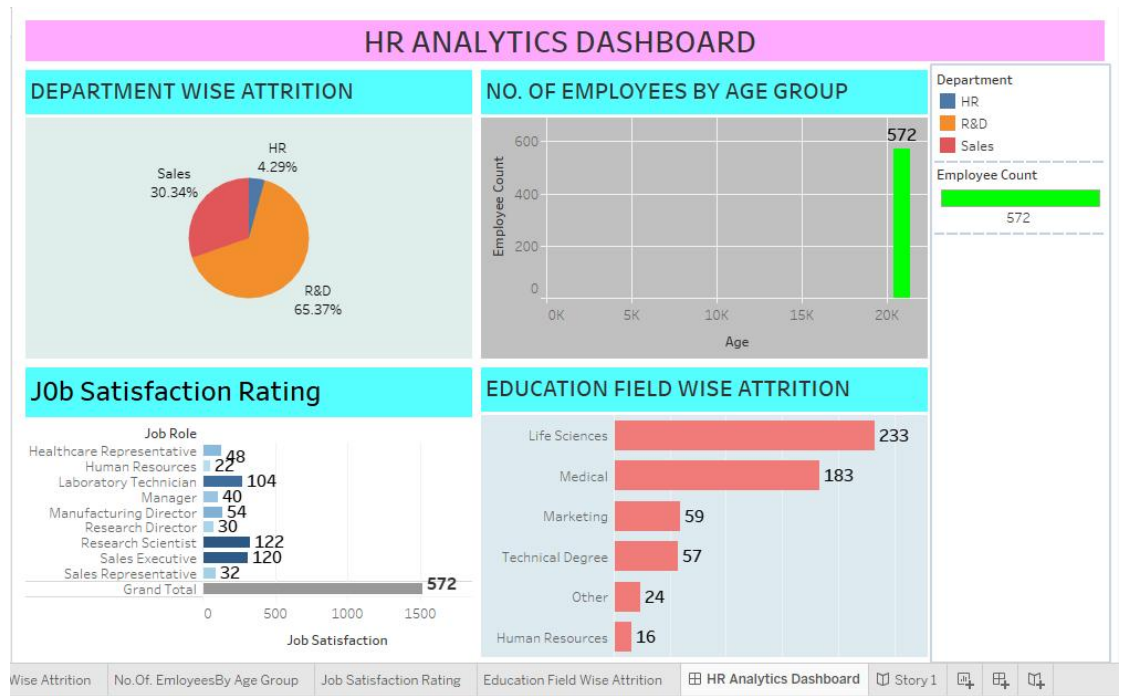 HR ANALYTICS DASHBOARD
DEPARTMENT WISE ATTRITION
HR
4.29%
Sales
30.34%
R&D
65.37%
NO. OF EMPLOYEES BY AGE GROUP
572
600
400
200
0
Employee Count
0K 5K 10K 15K 20K
Age
Department
HR
R&D
Sales
Employee Count
572
J0b Satisfaction Rating
Job Role
Healthcare Representative 48
Human Resources 22
Laboratory Technician 104
Manager 40
Manufacturing Director 54
Research Director 30
Research Scientist 122
Sales Executive 120
Sales Representative 32
Grand Total 572
0 500 1000 1500
Job Satisfaction
EDUCATION FIELD WISE ATTRITION
Life Sciences 233
Medical 183
Marketing 59
Technical Degree 57
Other 24
Human Resources 16
Wise Attrition No.Of. EmloyeesBy Age Group Job Satisfaction Rating Education Field Wise Attrition HR Analytics Dashboard Story 1